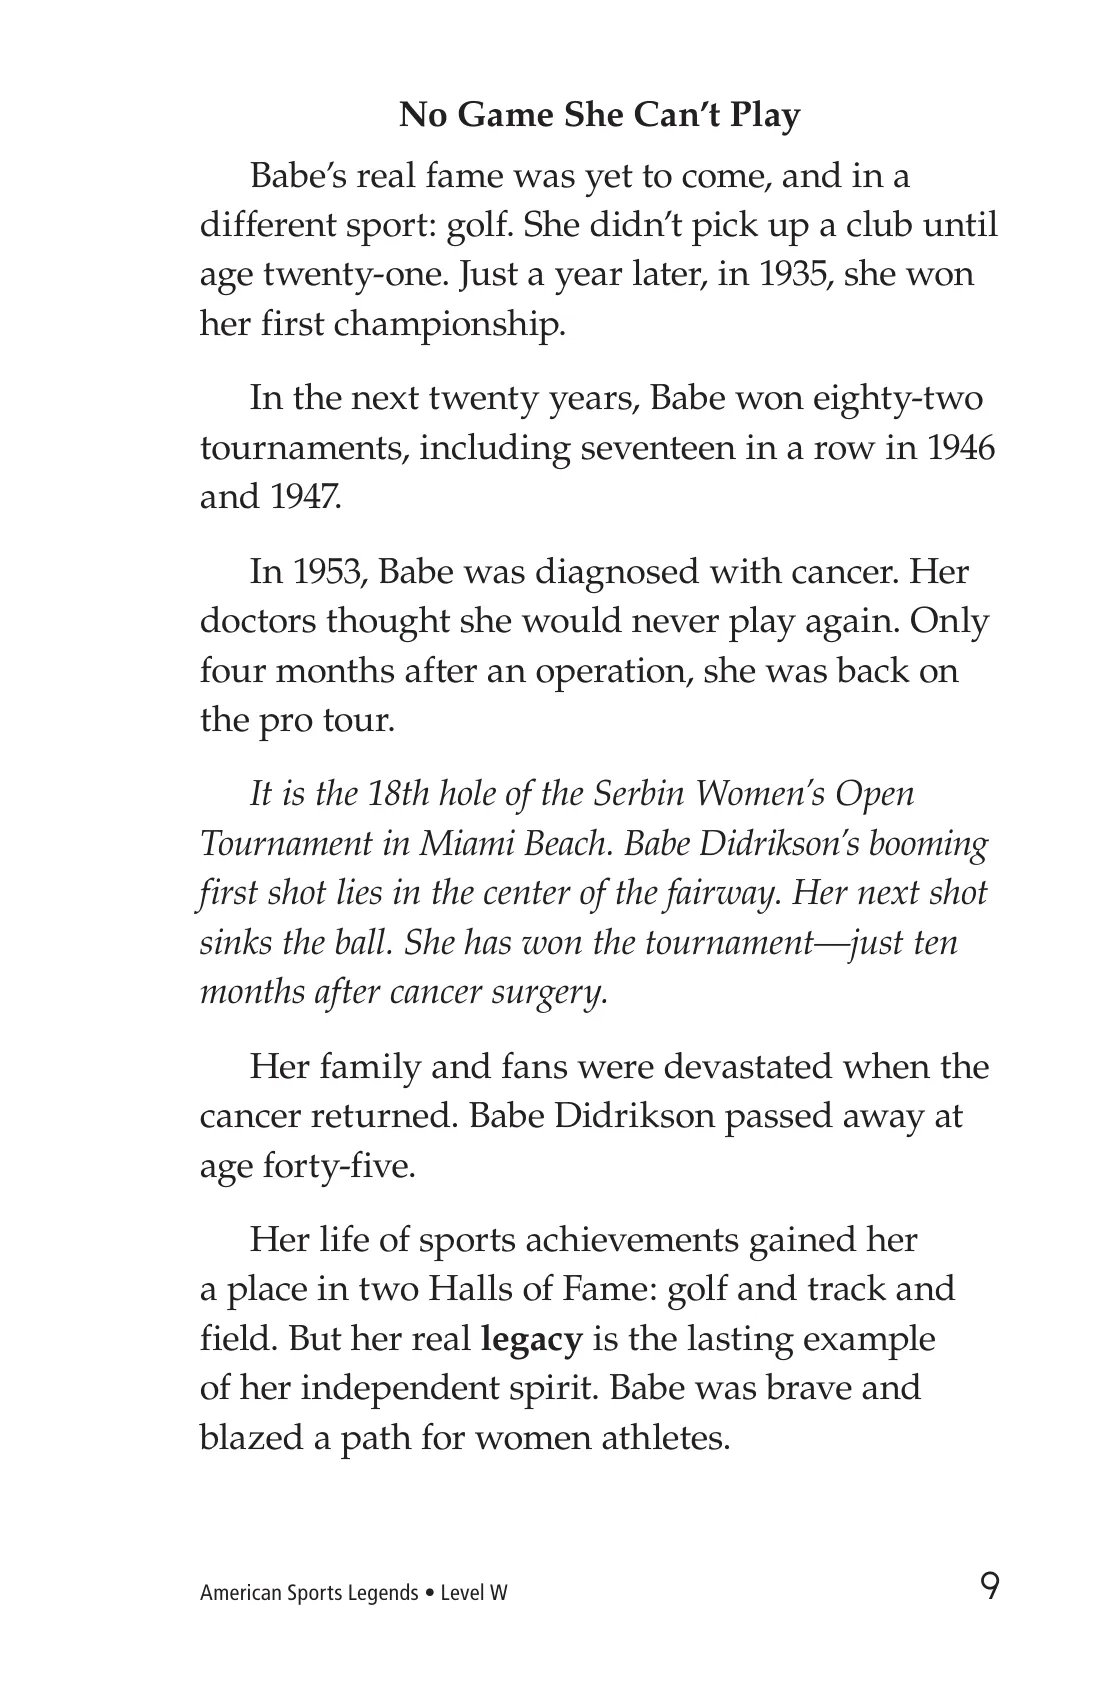 No Game She Can’t Play
Babe’s real fame was yet to come, and in a
different sport: golf. She didn’t pick up a club until
age twenty-one. Just a year later, in 1935, she won
her first championship.
In the next twenty years, Babe won eighty-two
tournaments, including seventeen in a row in 1946
and 1947.
In 1953, Babe was diagnosed with cancer. Her
doctors thought she would never play again. Only
four months after an operation, she was back on
the pro tour.
It is the 18th hole of the Serbin Women’s Open
Tournament in Miami Beach. Babe Didrikson’s booming
first shot lies in the center of the fairway. Her next shot
sinks the ball. She has won the tournament—just ten
months after cancer surgery.
Her family and fans were devastated when the
cancer returned. Babe Didrikson passed away at
age forty-five.
Her life of sports achievements gained her
a place in two Halls of Fame: golf and track and
field. But her real legacy is the lasting example
of her independent spirit. Babe was brave and
blazed a path for women athletes.
American Sports Legends • Level W 9